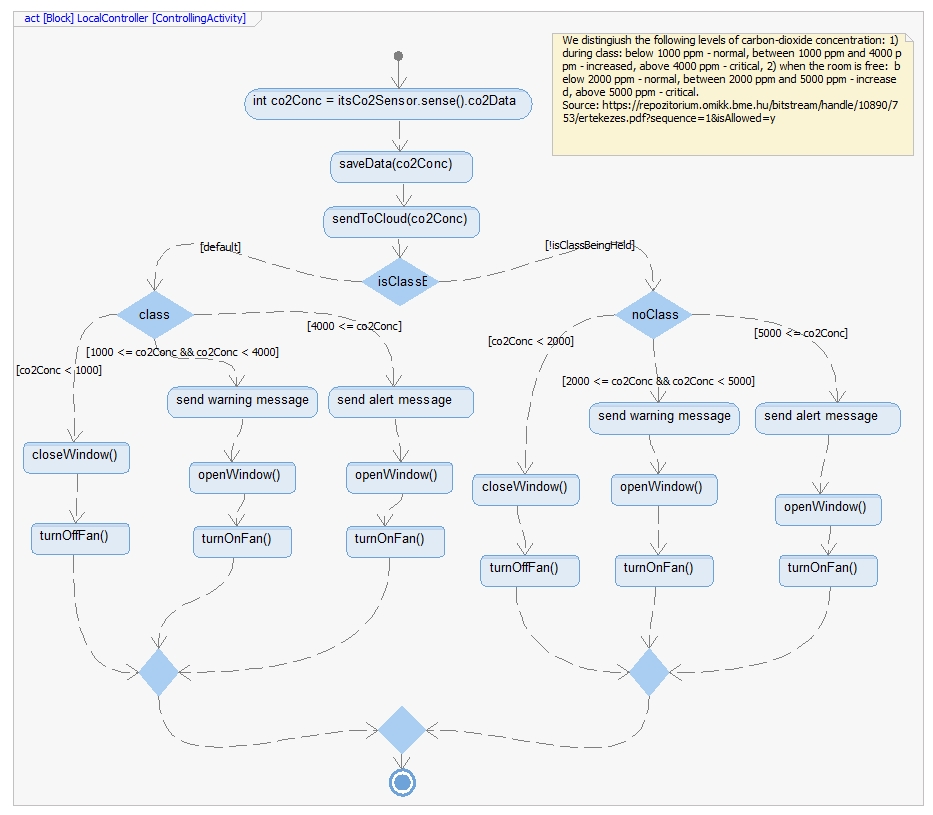 act [Block] LocalController [ControllingActivity]
We distingiush the following levels of carbon-dioxide concentration: 1)
during class: below 1000 ppm - normal, between 1000 ppm and 4000 p
pm - increased, above 4000 ppm - critical, 2) when the room is free: b
elow 2000 ppm - normal, between 2000 ppm and 5000 ppm - increase
d, above 5000 ppm - critical.
Source: https://repozitorium.omikk.bme.hu/bitstream/handle/10890/7
53/ertekezes.pdf?sequence=1&isAllowed=y
int co2Conc = itsCo2Sensor.sense().co2Data
saveData(co2Conc)
sendToCloud(co2Conc)
[default]
[!isClassBeingHeld]
isClassE
class
noClass
[4000 <= co2Conc]
[5000 <= co2Conc]
[co2Conc < 2000]
[1000 <= co2Conc && co2Conc < 4000]
[co2Conc < 1000]
[2000 <= co2Conc && co2Conc < 5000]
send warning message
send alert message
send warning message
send alert message
closeWindow()
openWindow()
openWindow()
closeWindow()
openWindow()
openWindow()
turnOffFan()
turnOnFan()
turnOnFan()
turnOffFan()
turnOnFan()
turnOnFan()